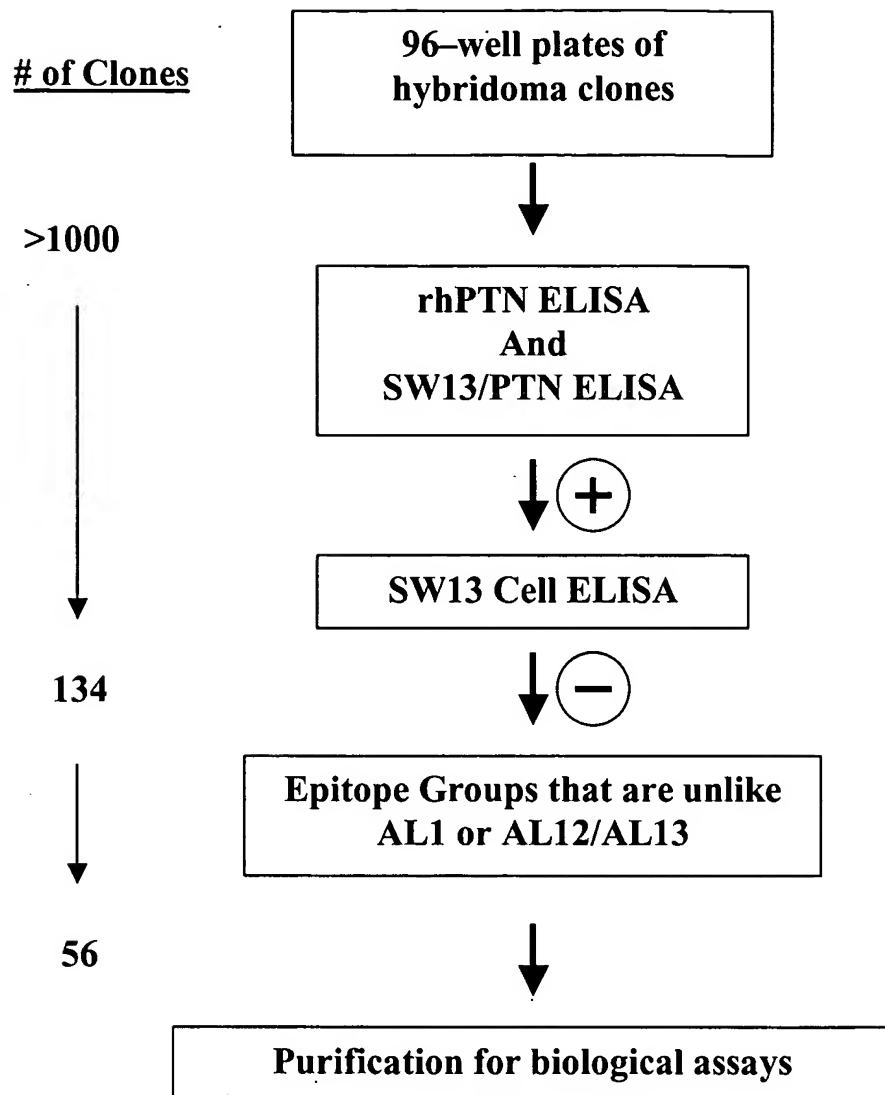 # of Clones
96–well plates of
hybridoma clones
>1000
rhPTN ELISA
And
SW13/PTN ELISA
+
SW13 Cell ELISA
134
−
Epitope Groups that are unlike
AL1 or AL12/AL13
56
Purification for biological assays